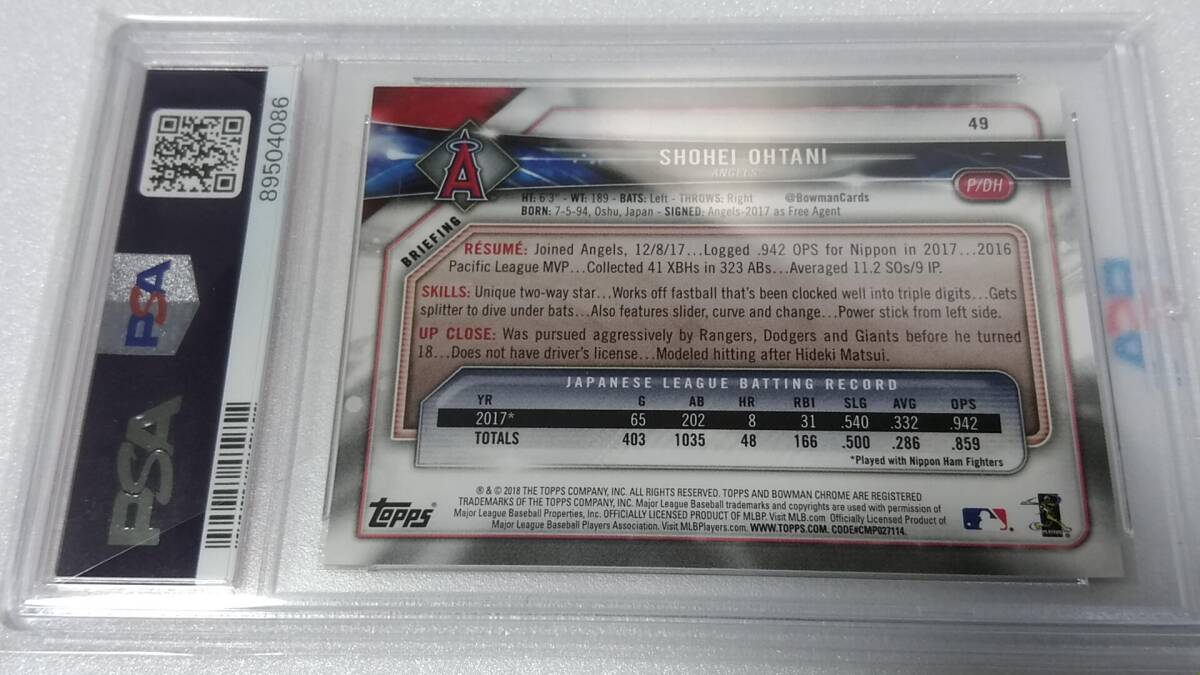 89504086
PSA
PSA
49
SHOHEI OHTANI
ANGELS
P/DH
A
HT: 6'3" - WT: 189 - BATS: Left - THROWS: Right @BowmanCards
BORN: 7-5-94, Oshu, Japan - SIGNED: Angels-2017 as Free Agent
BRIEFING
RÉSUMÉ: Joined Angels, 12/8/17...Logged .942 OPS for Nippon in 2017...2016
Pacific League MVP...Collected 41 XBHs in 323 ABs...Averaged 11.2 SOs/9 IP.
SKILLS: Unique two-way star...Works off fastball that's been clocked well into triple digits...Gets
splitter to dive under bats...Also features slider, curve and change...Power stick from left side.
UP CLOSE: Was pursued aggressively by Rangers, Dodgers and Giants before he turned
18...Does not have driver's license...Modeled hitting after Hideki Matsui.
JAPANESE LEAGUE BATTING RECORD
YR G AB HR RBI SLG AVG OPS
2017* 65 202 8 31 .540 .332 .942
TOTALS 403 1035 48 166 .500 .286 .859
*Played with Nippon Ham Fighters
Topps
® & © 2018 THE TOPPS COMPANY, INC. ALL RIGHTS RESERVED. TOPPS AND BOWMAN CHROME ARE REGISTERED
TRADEMARKS OF THE TOPPS COMPANY, INC. Major League Baseball trademarks and copyrights are used with permission of
Major League Baseball Properties, Inc. OFFICIALLY LICENSED PRODUCT OF MLBP. Visit MLB.com Officially Licensed Product of
Major League Baseball Players Association. Visit MLBPlayers.com. WWW.TOPPS.COM. CODE#CMP027114.